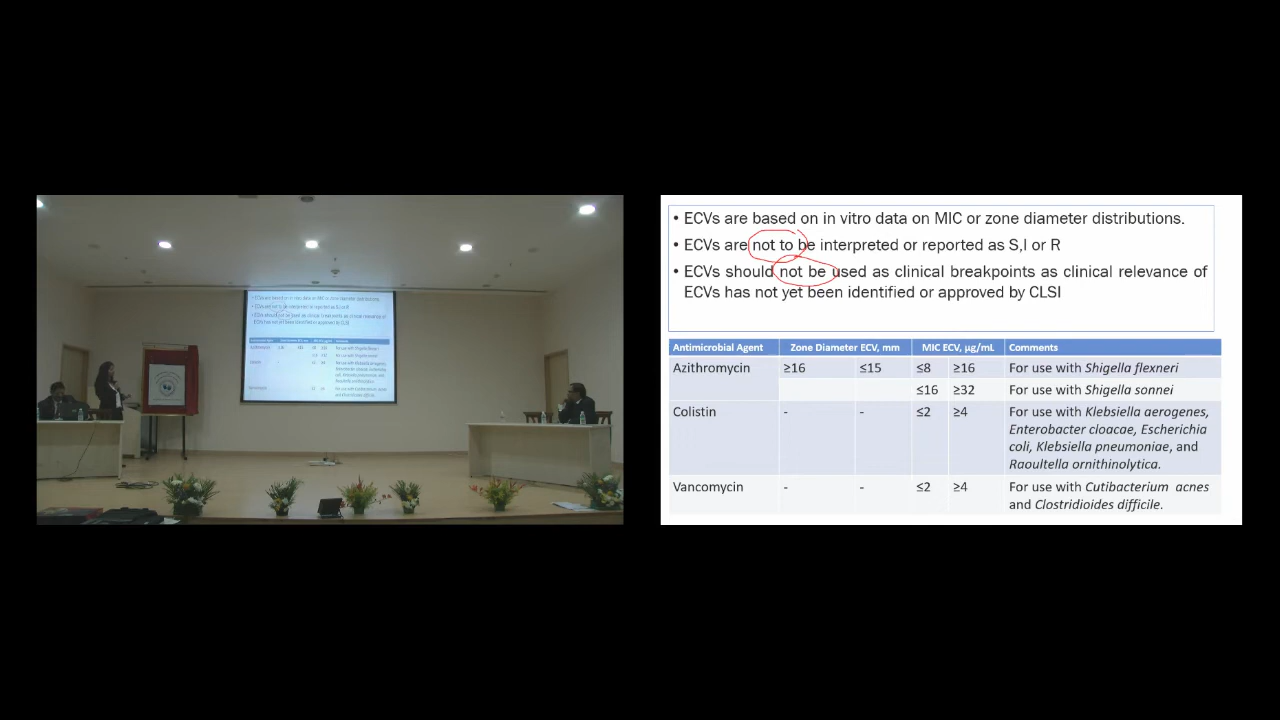 • ECVs are based on in vitro data on MIC or zone diameter distributions.
• ECVs are not to be interpreted or reported as S,I or R
• ECVs should not be used as clinical breakpoints as clinical relevance of
ECVs has not yet been identified or approved by CLSI
Antimicrobial Agent Zone Diameter ECV, mm MIC ECV, µg/mL Comments
Azithromycin ≥16 ≤15 ≤8 ≥16 For use with Shigella flexneri
≤16 ≥32 For use with Shigella sonnei
Colistin - - ≤2 ≥4 For use with Klebsiella aerogenes,
Enterobacter cloacae, Escherichia
coli, Klebsiella pneumoniae, and
Raoultella ornithinolytica.
Vancomycin - - ≤2 ≥4 For use with Cutibacterium acnes
and Clostridioides difficile.